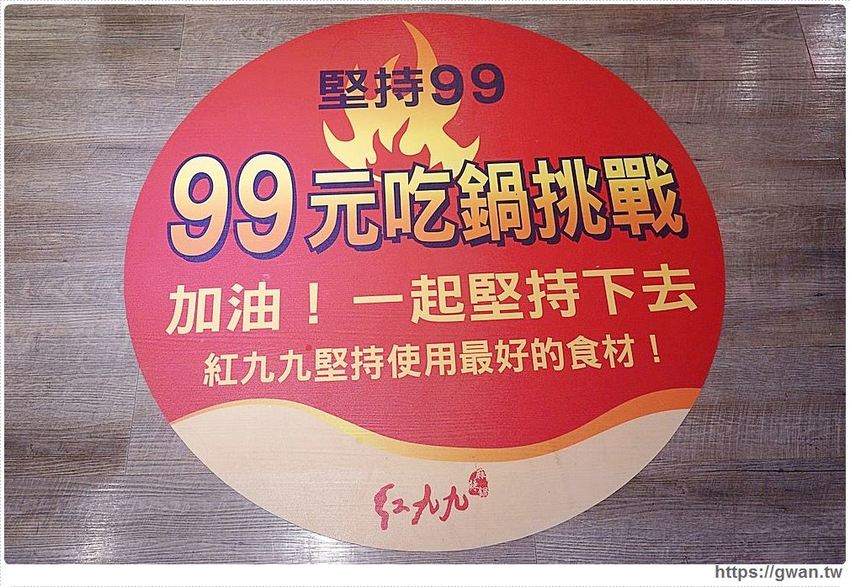 堅持99
99元吃鍋挑戰
加油！一起堅持下去
紅九九堅持使用最好的食材！
紅九九
https://gwan.tw